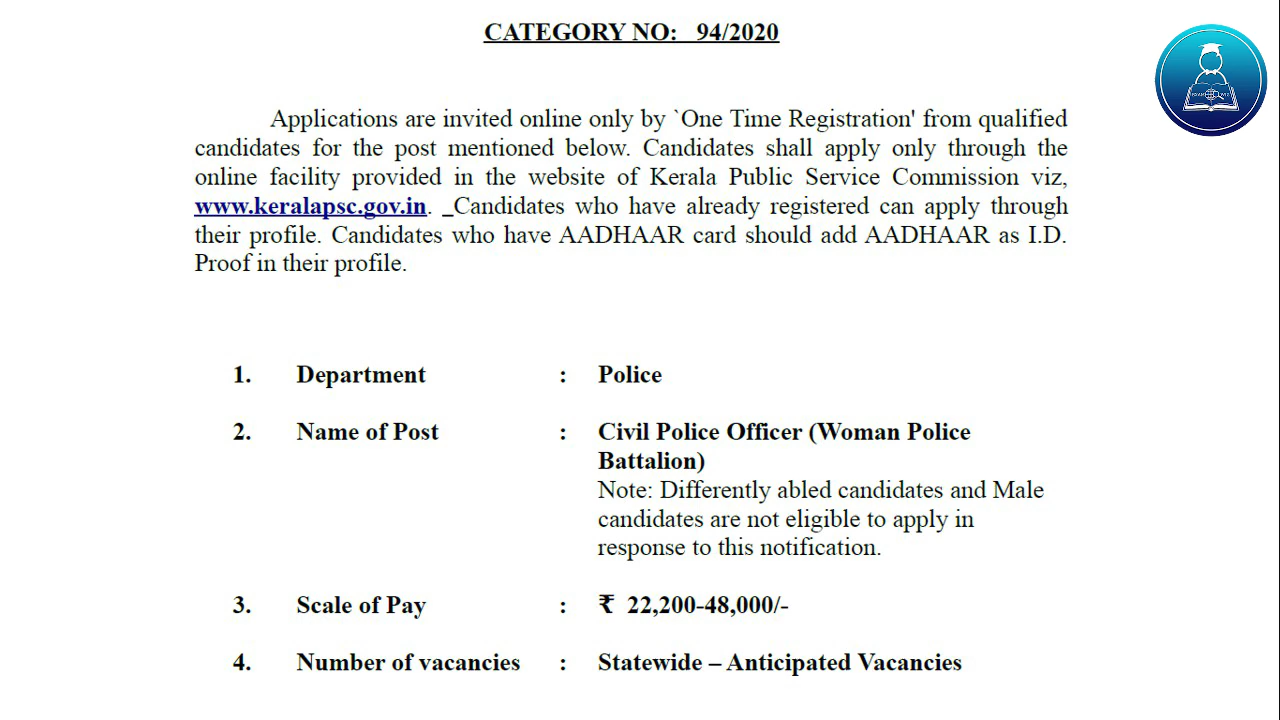 CATEGORY NO: 94/2020
Applications are invited online only by `One Time Registration' from qualified
candidates for the post mentioned below. Candidates shall apply only through the
online facility provided in the website of Kerala Public Service Commission viz,
www.keralapsc.gov.in. _Candidates who have already registered can apply through
their profile. Candidates who have AADHAAR card should add AADHAAR as I.D.
Proof in their profile.
1. Department : Police
2. Name of Post : Civil Police Officer (Woman Police
Battalion)
Note: Differently abled candidates and Male
candidates are not eligible to apply in
response to this notification.
3. Scale of Pay : ₹ 22,200-48,000/-
4. Number of vacancies : Statewide – Anticipated Vacancies